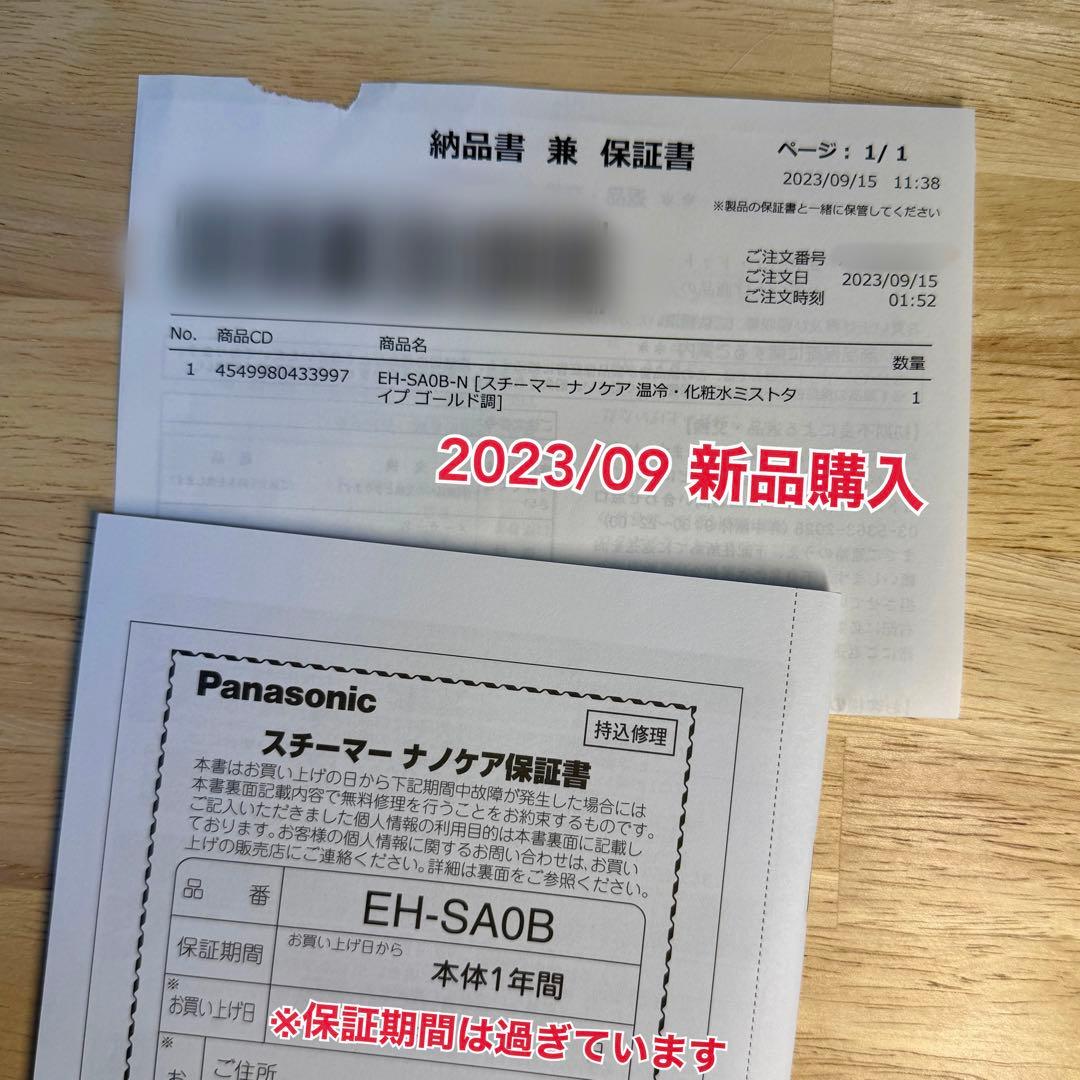 納品書 兼 保証書
ページ： 1/ 1
2023/09/15 11:38
※製品の保証書と一緒に保管してください
ご注文番号
ご注文日 2023/09/15
ご注文時刻 01:52
No. 商品CD 商品名 数量
1 4549980433997 EH-SA0B-N [スチーマー ナノケア 温冷・化粧水ミストタ 1
イプ ゴールド調]
2023/09 新品購入
Panasonic
持込修理
スチーマー ナノケア保証書
本書はお買い上げの日から下記期間中故障が発生した場合には
本書裏面記載内容で無料修理を行うことをお約束するものです。
ご記入いただきました個人情報の利用目的は本書裏面に記載し
ております。お客様の個人情報に関するお問い合わせは、お買い
上げの販売店にご連絡ください。詳細は裏面をご参照ください。
品 番 EH-SA0B
保証期間 お買い上げ日から
本体1年間
※
お買い上げ日
※保証期間は過ぎています
※
ご住所
お